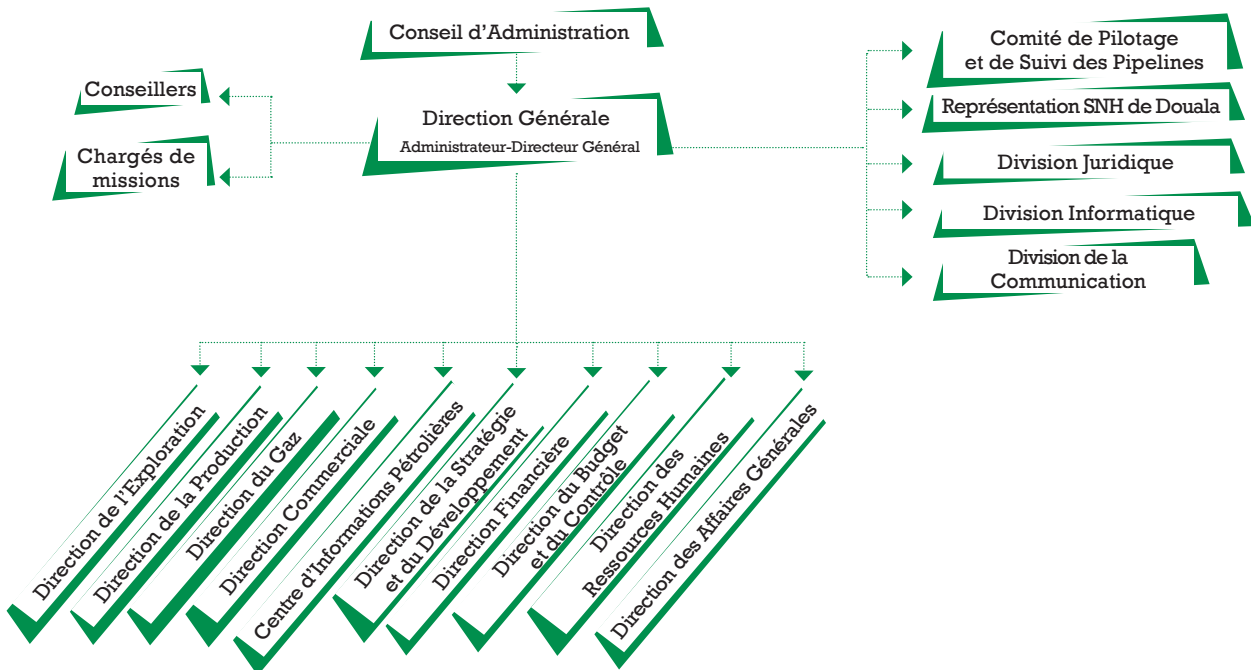 Conseil d'Administration
Direction Générale
Administrateur-Directeur Général
Conseillers
Chargés de
missions
Comité de Pilotage
et de Suivi des Pipelines
Représentation SNH de Douala
Division Juridique
Division Informatique
Division de la
Communication
Direction de l'Exploration
Direction de la Production
Direction du Gaz
Direction Commerciale
Centre d'Informations Pétrolières
Direction de la Stratégie
et du Développement
Direction Financière
Direction du Budget
et du Contrôle
Direction des
Ressources Humaines
Direction des Affaires Générales